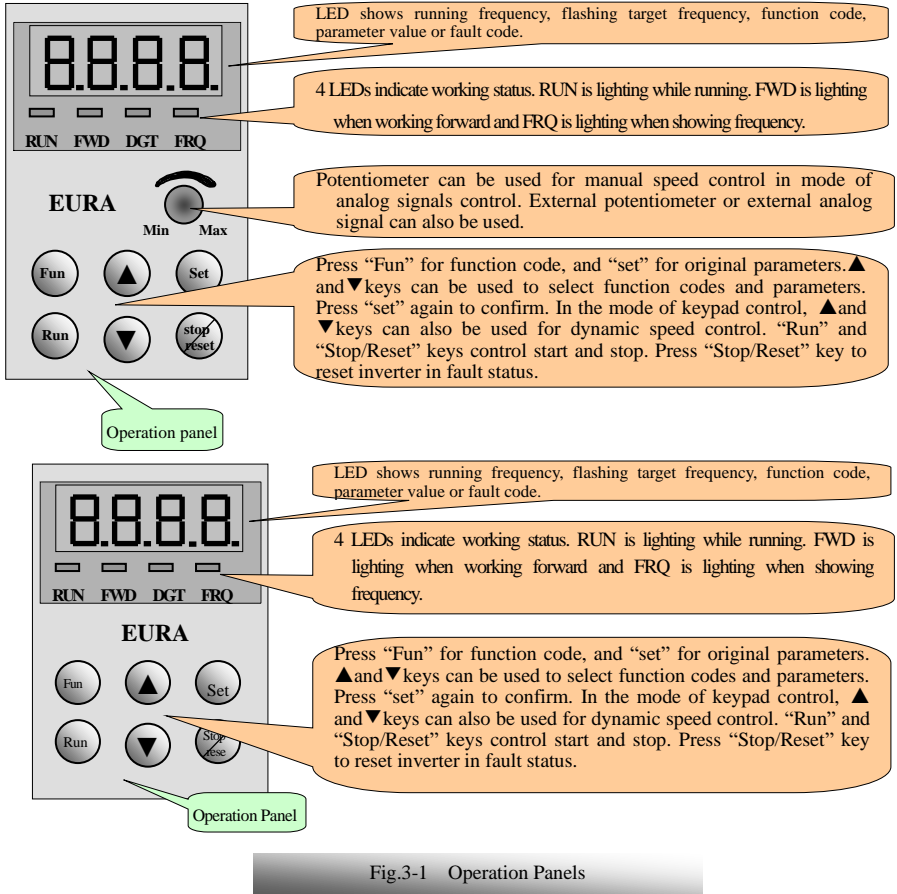 LED shows running frequency, flashing target frequency, function code,
parameter value or fault code.
8.8.8.8.
4 LEDs indicate working status. RUN is lighting while running. FWD is lighting
when working forward and FRQ is lighting when showing frequency.
RUN FWD DGT FRQ
Potentiometer can be used for manual speed control in mode of
analog signals control. External potentiometer or external analog
signal can also be used.
EURA
Min Max
Press “Fun” for function code, and “set” for original parameters.▲
and▼keys can be used to select function codes and parameters.
Press “set” again to confirm. In the mode of keypad control, ▲and
▼keys can also be used for dynamic speed control. “Run” and
“Stop/Reset” keys control start and stop. Press “Stop/Reset” key to
reset inverter in fault status.
Fun ▲ Set
Run ▼ stop
reset
Operation panel
LED shows running frequency, flashing target frequency, function code,
parameter value or fault code.
8.8.8.8.
4 LEDs indicate working status. RUN is lighting while running. FWD is
lighting when working forward and FRQ is lighting when showing
frequency.
RUN FWD DGT FRQ
EURA
Press “Fun” for function code, and “set” for original parameters.
▲and▼keys can be used to select function codes and parameters.
Press “set” again to confirm. In the mode of keypad control, ▲
and▼keys can also be used for dynamic speed control. “Run” and
“Stop/Reset” keys control start and stop. Press “Stop/Reset” key
to reset inverter in fault status.
Fun ▲ Set
Run ▼ Stop
rese
Operation Panel
Fig.3-1 Operation Panels